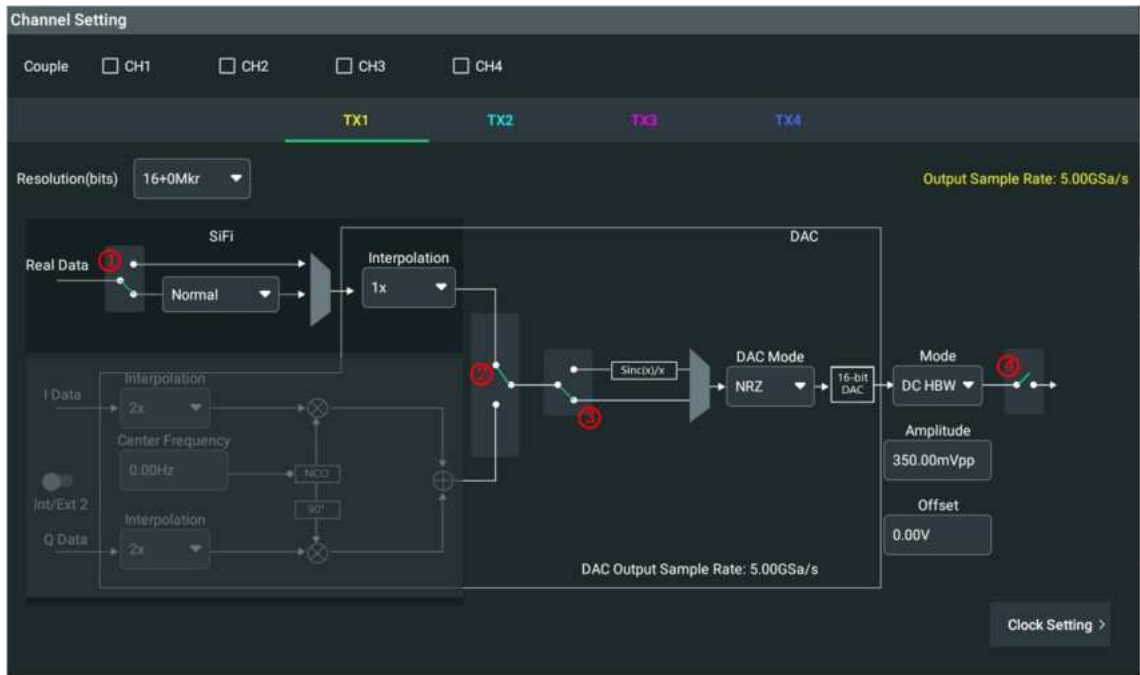 Channel Setting
Couple CH1 CH2 CH3 CH4
TX1 TX2 TX3 TX4
Resolution(bits) 16+0Mkr Output Sample Rate: 5.00GSa/s
SiFi DAC
Real Data ① Interpolation
Normal 1x
② Sinc(x)/x DAC Mode Mode ④
NRZ 16-bit DC HBW
DAC
I Data Interpolation ③
2x
Center Frequency Amplitude
0.00Hz NCO 350.00mVpp
Int/Ext 2 90° Offset
Interpolation 0.00V
Q Data 2x
DAC Output Sample Rate: 5.00GSa/s
Clock Setting >